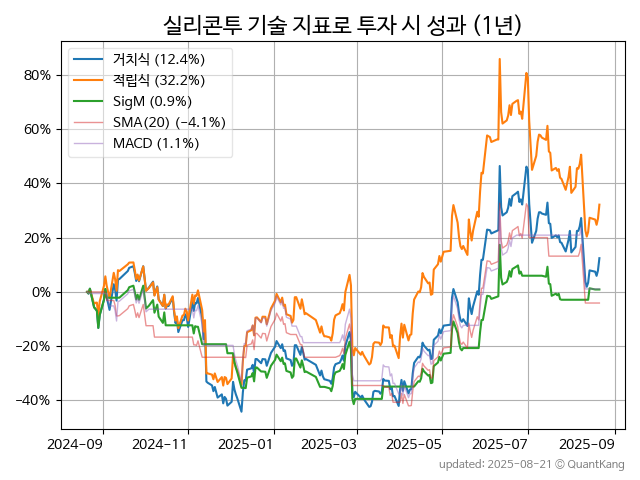 실리콘투 기술 지표로 투자 시 성과 (1년)
거치식 (12.4%)
적립식 (32.2%)
SigM (0.9%)
SMA(20) (−4.1%)
MACD (1.1%)
80%
60%
40%
20%
0%
−20%
−40%
2024-09 2024-11 2025-01 2025-03 2025-05 2025-07 2025-09
updated: 2025-08-21 © QuantKang